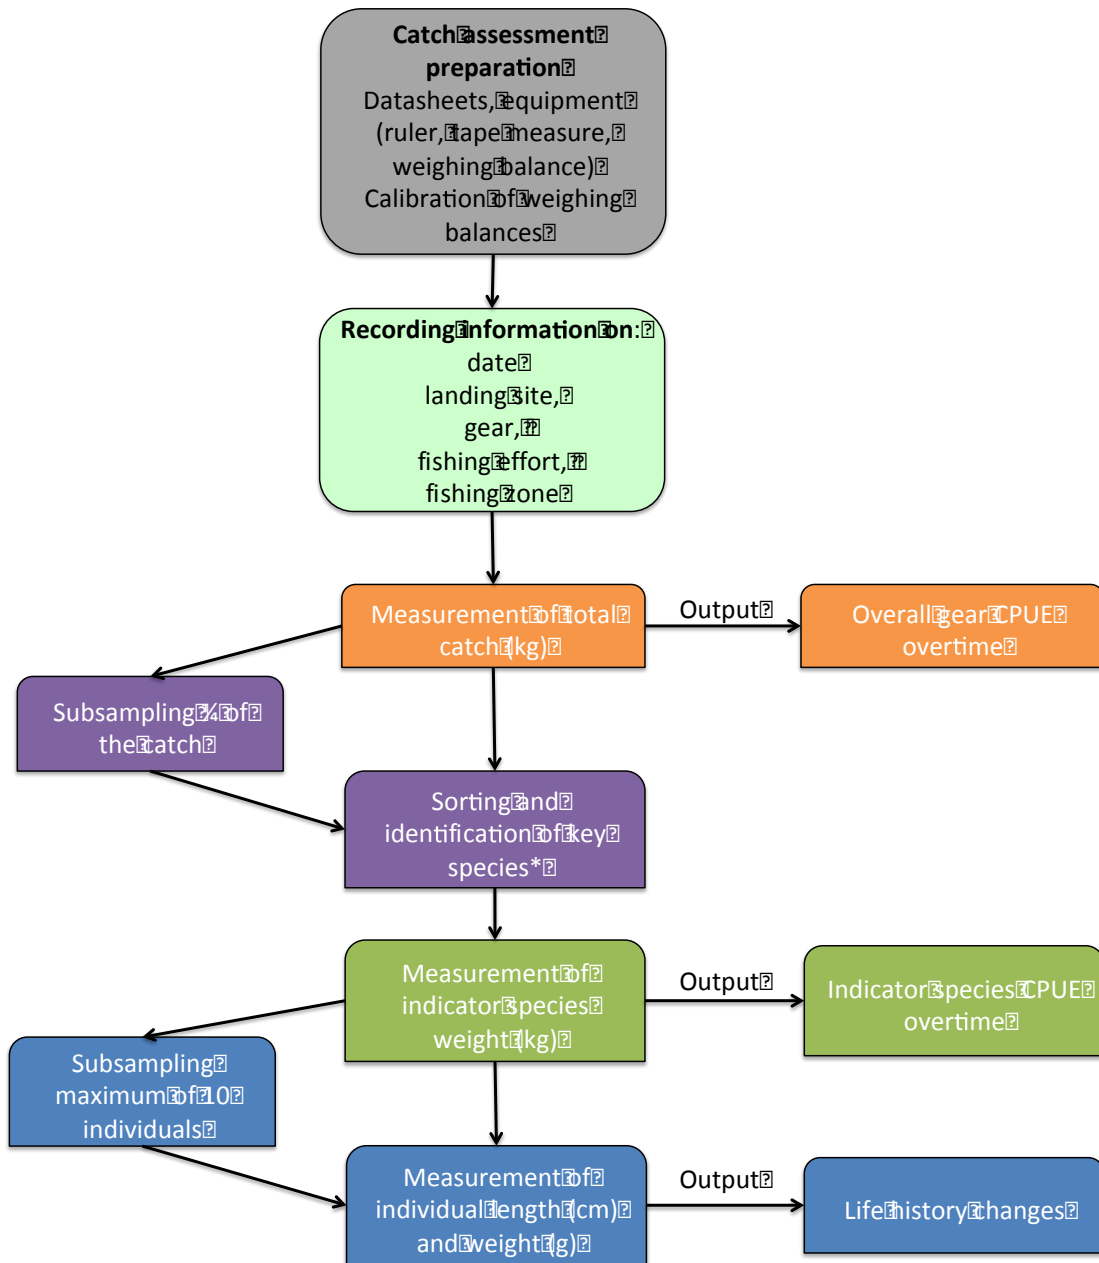 Catch assessment
preparation
Datasheets, equipment
(ruler, tape measure,
weighing balance)
Calibration of weighing
balances
Recording information on:
date
landing site,
gear,
fishing effort,
fishing zone
Measurement of total
catch (kg)
Output
Overall gear CPUE
overtime
Subsampling ¼ of
the catch
Sorting and
identification of key
species*
Measurement of
indicator species
weight (kg)
Output
Indicator species CPUE
overtime
Subsampling
maximum of 10
individuals
Measurement of
individual length (cm)
and weight (g)
Output
Life history changes